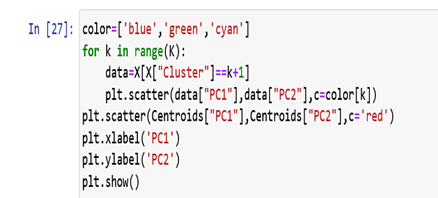 In [27]: color=['blue','green','cyan']
for k in range(K):
    data=X[X["Cluster"]==k+1]
    plt.scatter(data["PC1"],data["PC2"],c=color[k])
plt.scatter(Centroids["PC1"],Centroids["PC2"],c='red')
plt.xlabel('PC1')
plt.ylabel('PC2')
plt.show()